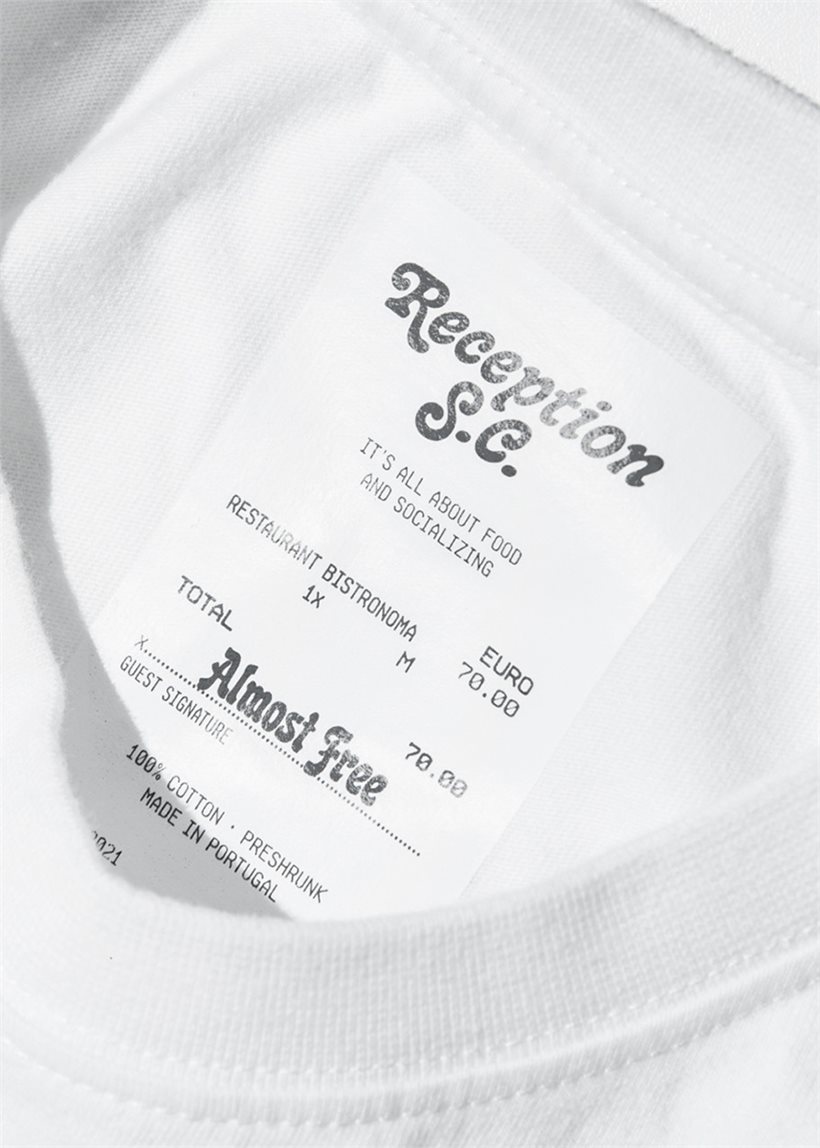 Reception
S.C.
IT'S ALL ABOUT FOOD
AND SOCIALIZING
RESTAURANT BISTRONOMA
1X M 70.00
EURO
TOTAL 70.00
X
Almost Free
GUEST SIGNATURE
100% COTTON · PRESHRUNK
MADE IN PORTUGAL
2021